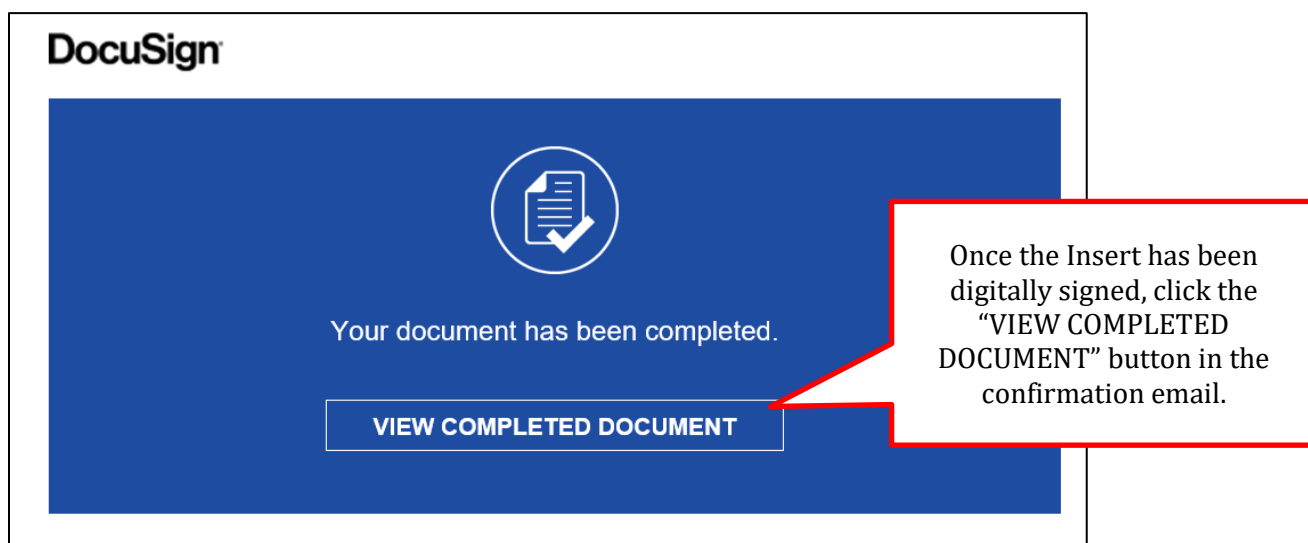 DocuSign
Your document has been completed.
VIEW COMPLETED DOCUMENT
Once the Insert has been
digitally signed, click the
“VIEW COMPLETED
DOCUMENT” button in the
confirmation email.